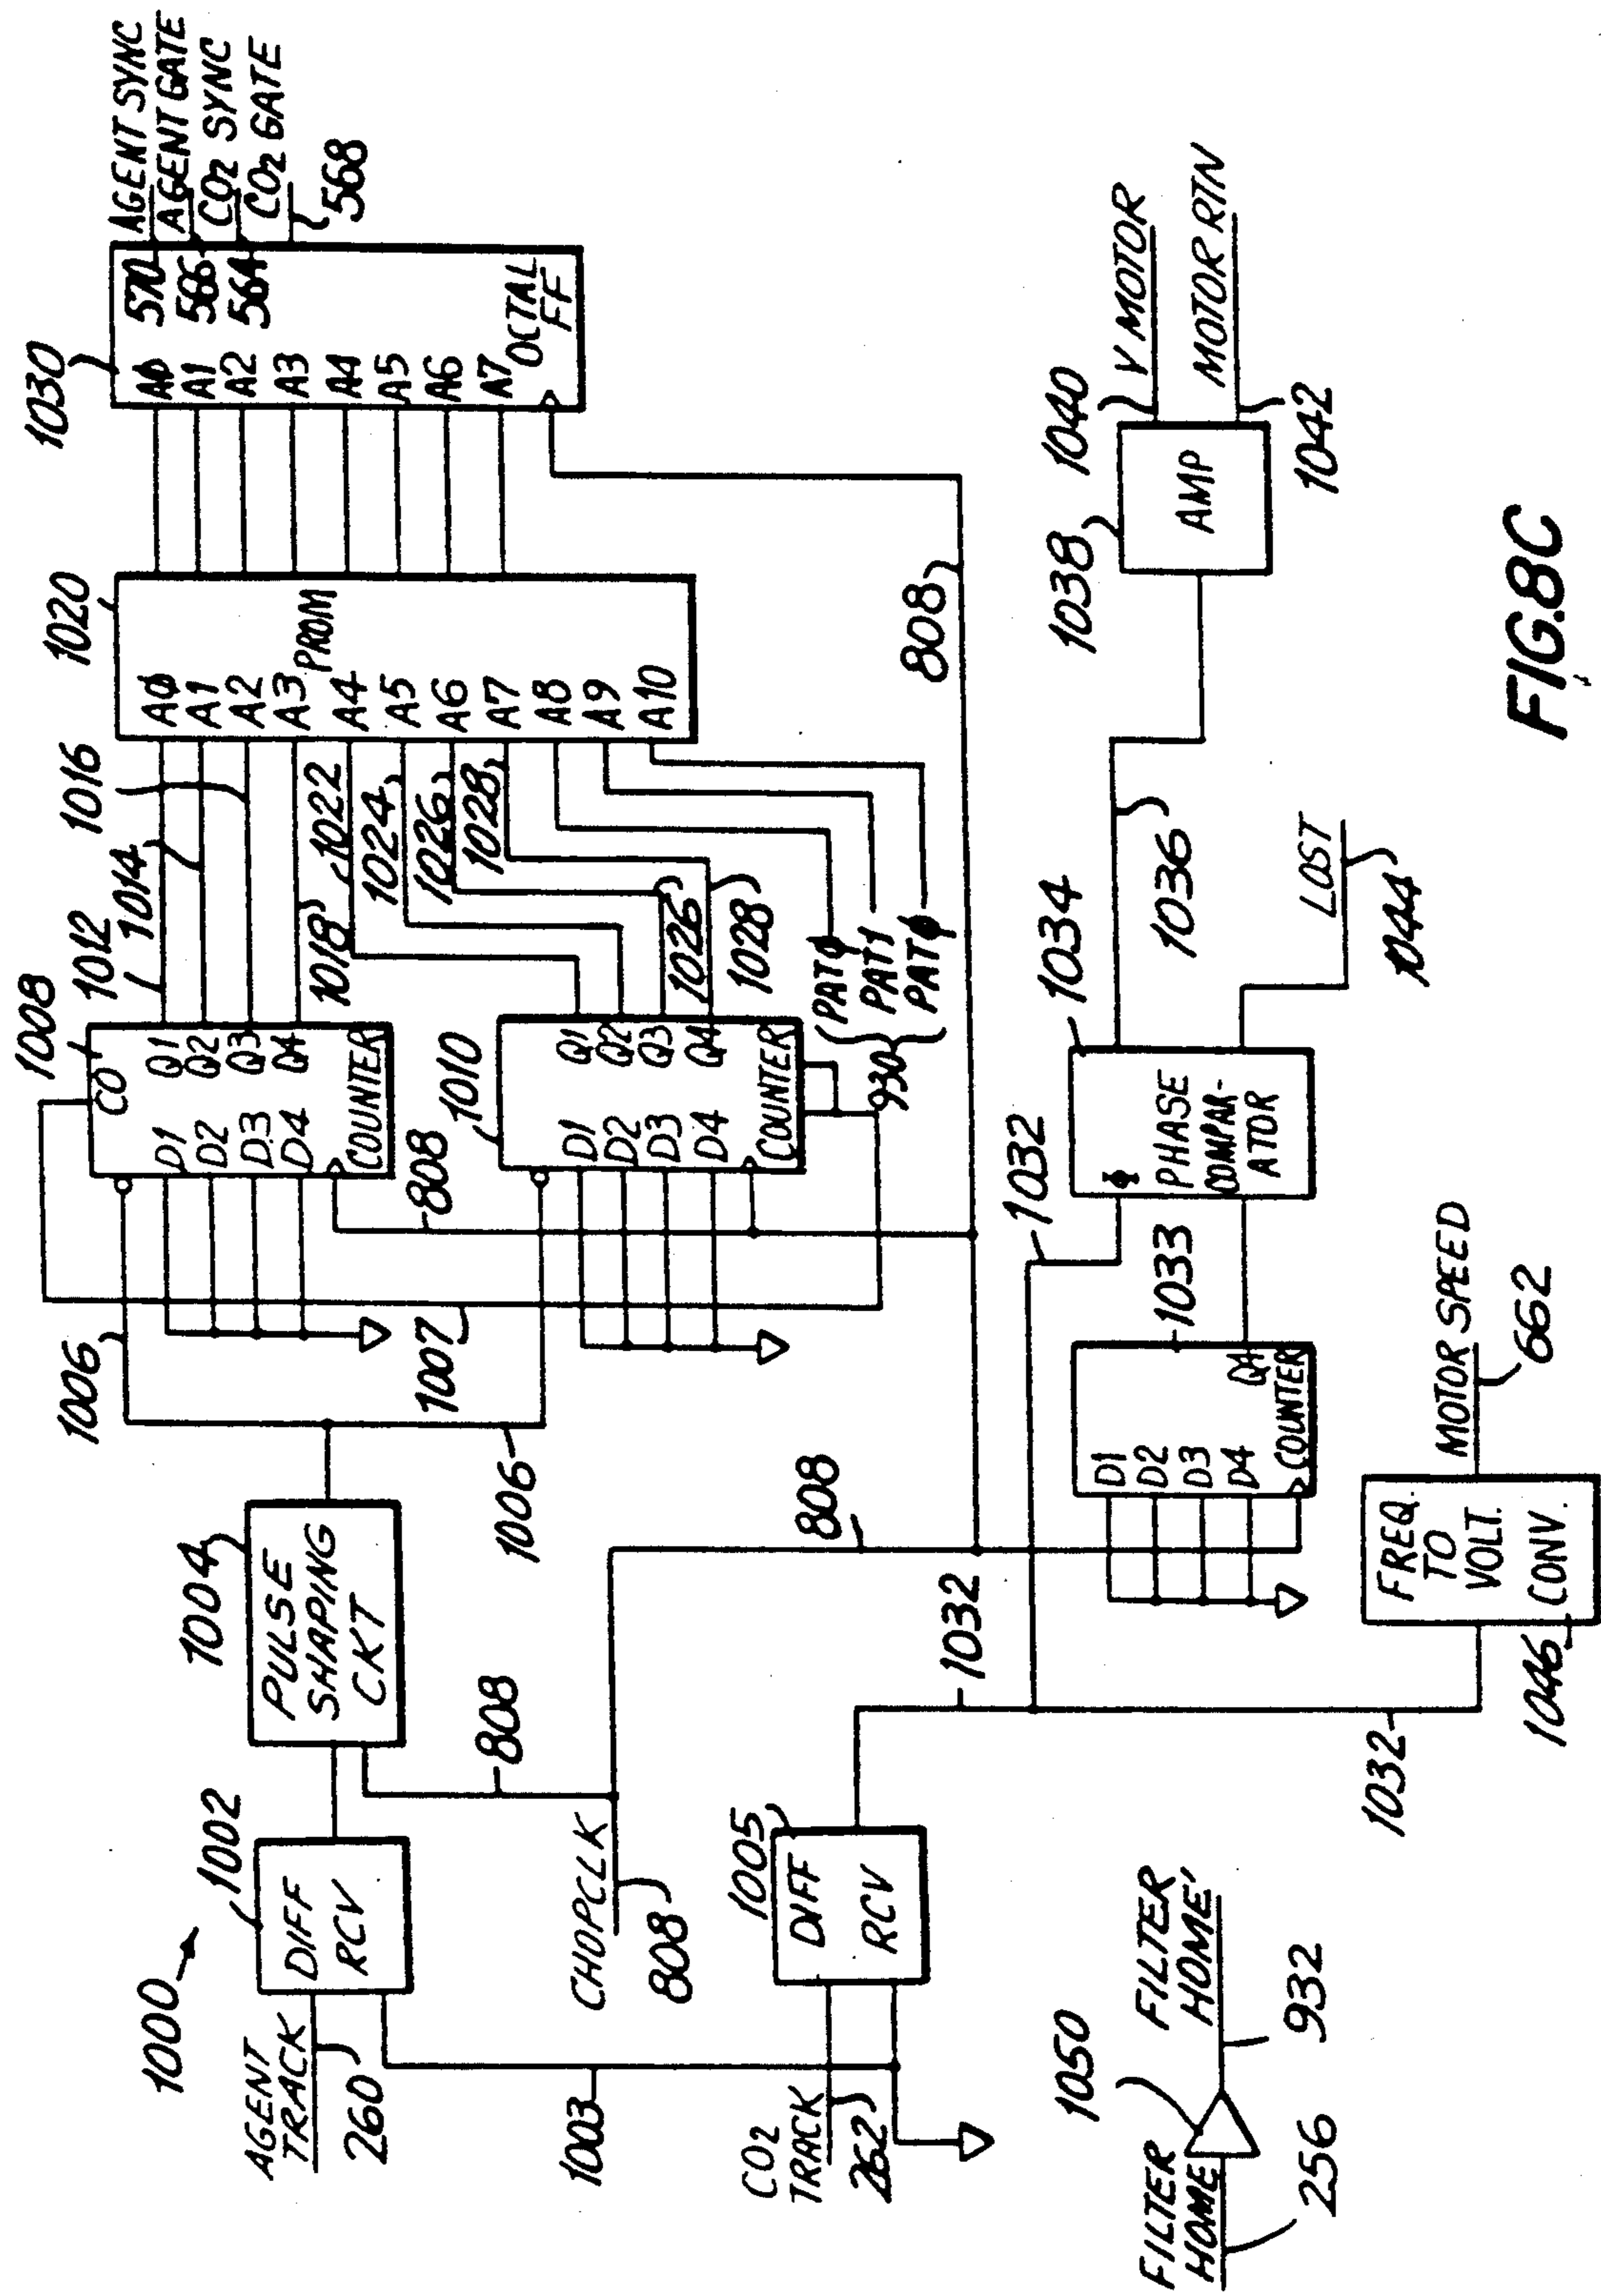 1000
AGENT
TRACK
260
1002
DIFF
RCV
1003
1004
PULSE
SHAPING
CKT
808
CHOPCLK
808
CO2
TRACK
262
1005
DIFF
RCV
1006
1006
1007
1008
CO
D1
D2
D3
D4
Q1
Q2
Q3
Q4
COUNTER
808
1010
D1
D2
D3
D4
Q1
Q2
Q3
Q4
COUNTER
1012
1014
1016
1018
1022
1024
1026
1028
1026
1028
930
PATφ
PAT1
PATφ
1020
PROM
Aφ
A1
A2
A3
A4
A5
A6
A7
A8
A9
A10
1030
Aφ
A1
A2
A3
A4
A5
A6
A7
570
566
564
OCTAL
FF
AGENT SYNC
AGENT GATE
CO2 SYNC
CO2 GATE
568
808
808
1032
1032
1032
1033
D1
D2
D3
D4
Q4
COUNTER
1034
Φ
PHASE
COMPAR-
ATOR
1036
1038
AMP
1040
V MOTOR
MOTOR RTN
1042
LOST
1044
FREQ.
TO
VOLT.
CONV.
1046
MOTOR SPEED
662
FILTER
HOME
256
1050
FILTER
HOME'
932
FIG.8C